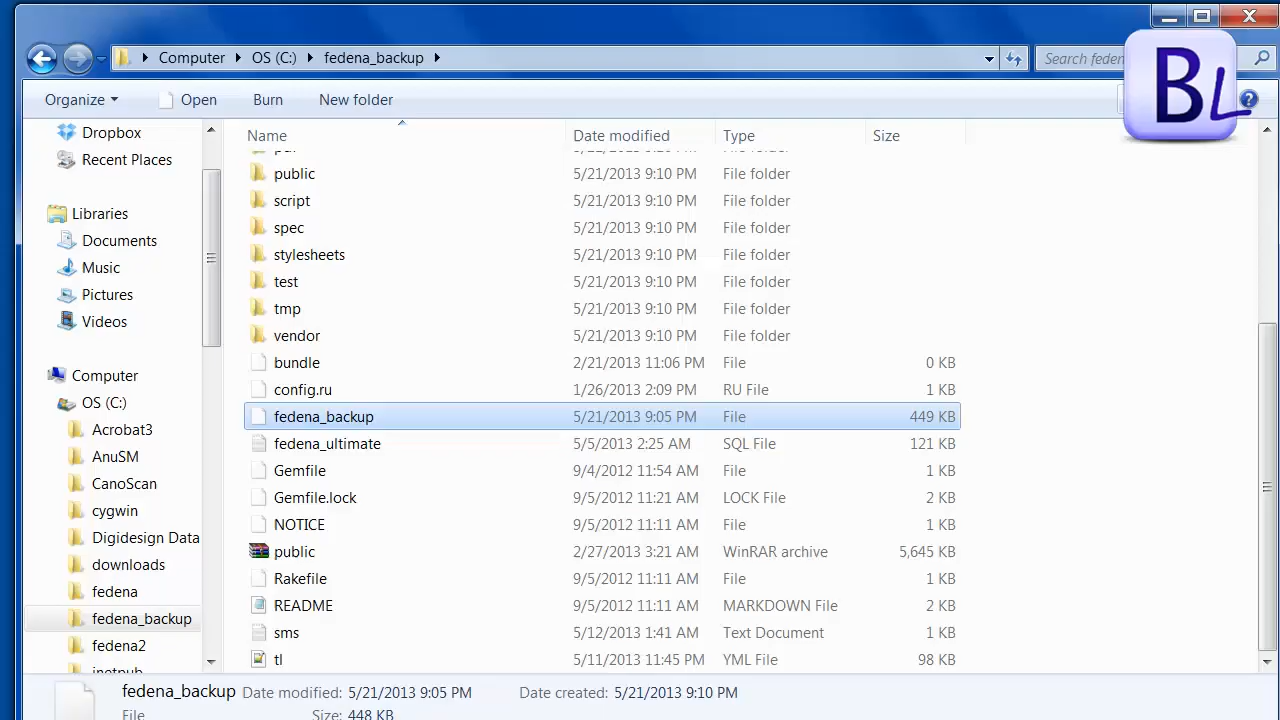 Computer OS (C:) fedena_backup Search feder
BL
Organize Open Burn New folder
Name Date modified Type Size
Dropbox
Recent Places
Libraries
Documents
Music
Pictures
Videos
Computer
OS (C:)
Acrobat3
AnuSM
CanoScan
cygwin
Digidesign Data
downloads
fedena
fedena_backup
fedena2
inetpub
public 5/21/2013 9:10 PM File folder
script 5/21/2013 9:10 PM File folder
spec 5/21/2013 9:10 PM File folder
stylesheets 5/21/2013 9:10 PM File folder
test 5/21/2013 9:10 PM File folder
tmp 5/21/2013 9:10 PM File folder
vendor 5/21/2013 9:10 PM File folder
bundle 2/21/2013 11:06 PM File 0 KB
config.ru 1/26/2013 2:09 PM RU File 1 KB
fedena_backup 5/21/2013 9:05 PM File 449 KB
fedena_ultimate 5/5/2013 2:25 AM SQL File 121 KB
Gemfile 9/4/2012 11:54 AM File 1 KB
Gemfile.lock 9/5/2012 11:21 AM LOCK File 2 KB
NOTICE 9/5/2012 11:11 AM File 1 KB
public 2/27/2013 3:21 AM WinRAR archive 5,645 KB
Rakefile 9/5/2012 11:11 AM File 1 KB
README 9/5/2012 11:11 AM MARKDOWN File 2 KB
sms 5/12/2013 1:41 AM Text Document 1 KB
tl 5/11/2013 11:45 PM YML File 98 KB
fedena_backup Date modified: 5/21/2013 9:05 PM Date created: 5/21/2013 9:10 PM
File Size: 448 KB